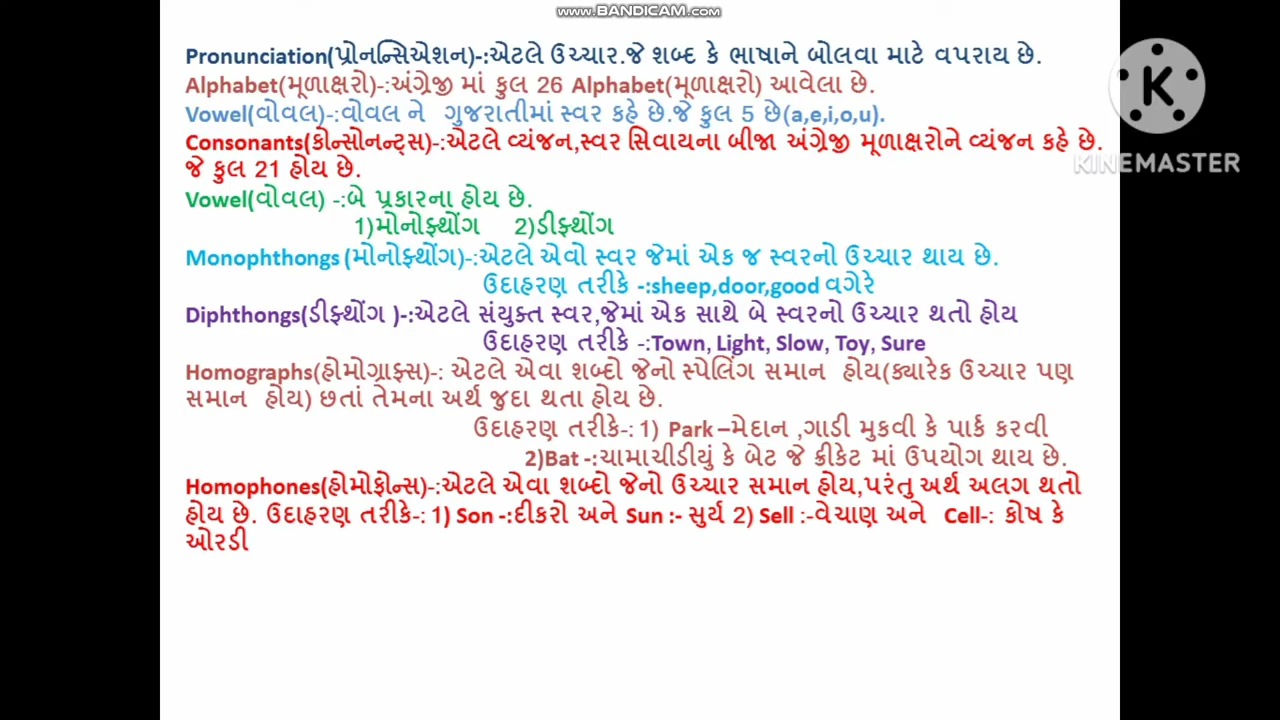 www.BANDICAM.com
Pronunciation(પ્રોનન્સિએશન)-:એટલે ઉચ્ચાર.જે શબ્દ કે ભાષાને બોલવા માટે વપરાય છે.
Alphabet(મૂળાક્ષરો)-:અંગ્રેજી માં કુલ 26 Alphabet(મૂળાક્ષરો) આવેલા છે.
Vowel(વોવલ)-:વોવલ ને ગુજરાતીમાં સ્વર કહે છે.જે કુલ 5 છે(a,e,i,o,u).
Consonants(કોન્સોનન્ટ્સ)-:એટલે વ્યંજન,સ્વર સિવાયના બીજા અંગ્રેજી મૂળાક્ષરોને વ્યંજન કહે છે.
જે કુલ 21 હોય છે.
Vowel(વોવલ) -:બે પ્રકારના હોય છે.
1)મોનોફ્થોંગ 2)ડીફ્થોંગ
Monophthongs (મોનોફ્થોંગ)-:એટલે એવો સ્વર જેમાં એક જ સ્વરનો ઉચ્ચાર થાય છે.
ઉદાહરણ તરીકે -:sheep,door,good વગેરે
Diphthongs(ડીફ્થોંગ )-:એટલે સંયુક્ત સ્વર,જેમાં એક સાથે બે સ્વરનો ઉચ્ચાર થતો હોય
ઉદાહરણ તરીકે -:Town, Light, Slow, Toy, Sure
Homographs(હોમોગ્રાફ્સ)-: એટલે એવા શબ્દો જેનો સ્પેલિંગ સમાન હોય(ક્યારેક ઉચ્ચાર પણ
સમાન હોય) છતાં તેમના અર્થ જુદા થતા હોય છે.
ઉદાહરણ તરીકે-: 1) Park –મેદાન ,ગાડી મુકવી કે પાર્ક કરવી
2)Bat -:ચામાચીડીયું કે બેટ જે ક્રીકેટ માં ઉપયોગ થાય છે.
Homophones(હોમોફોન્સ)-:એટલે એવા શબ્દો જેનો ઉચ્ચાર સમાન હોય,પરંતુ અર્થ અલગ થતો
હોય છે. ઉદાહરણ તરીકે-: 1) Son -:દીકરો અને Sun :- સુર્ય 2) Sell :-વેચાણ અને Cell-: કોષ કે
ઓરડી
K
KINEMASTER